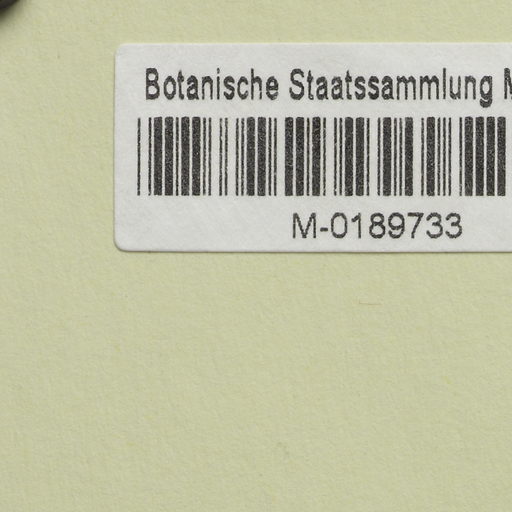 Botanische Staatssammlung M
M-0189733